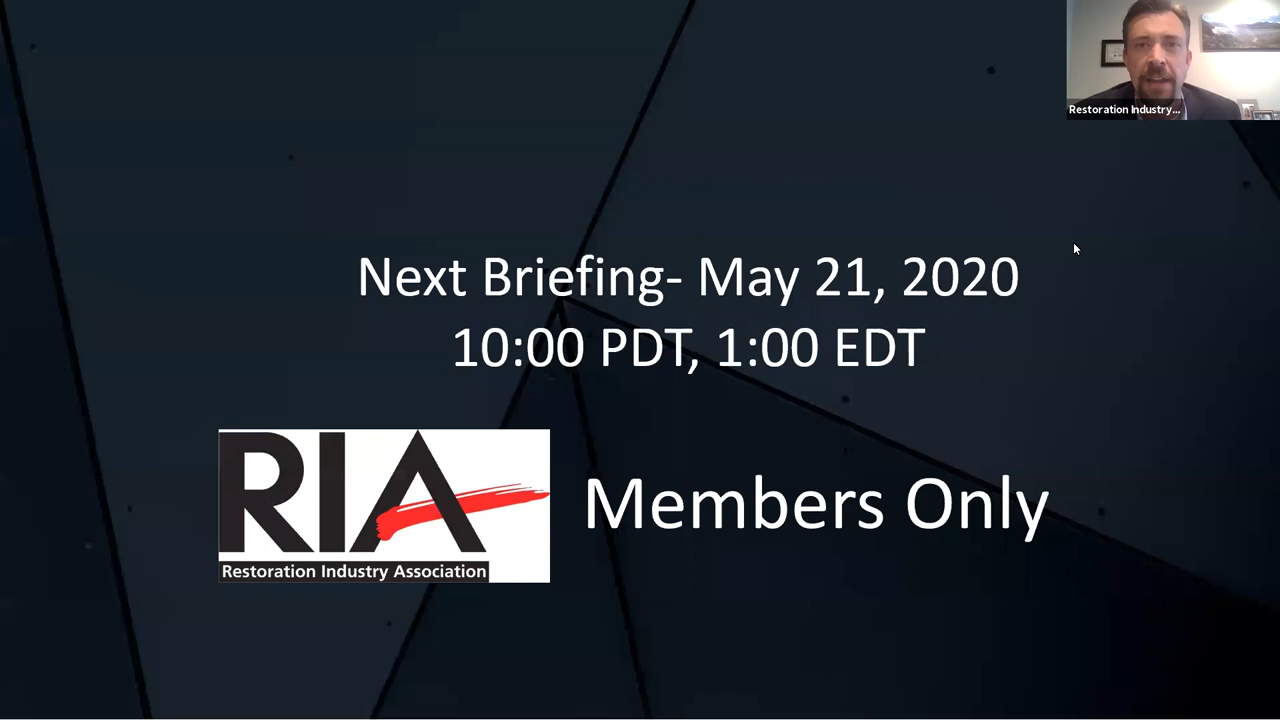 Restoration Industry...
Next Briefing- May 21, 2020
10:00 PDT, 1:00 EDT
RIA
Restoration Industry Association
Members Only